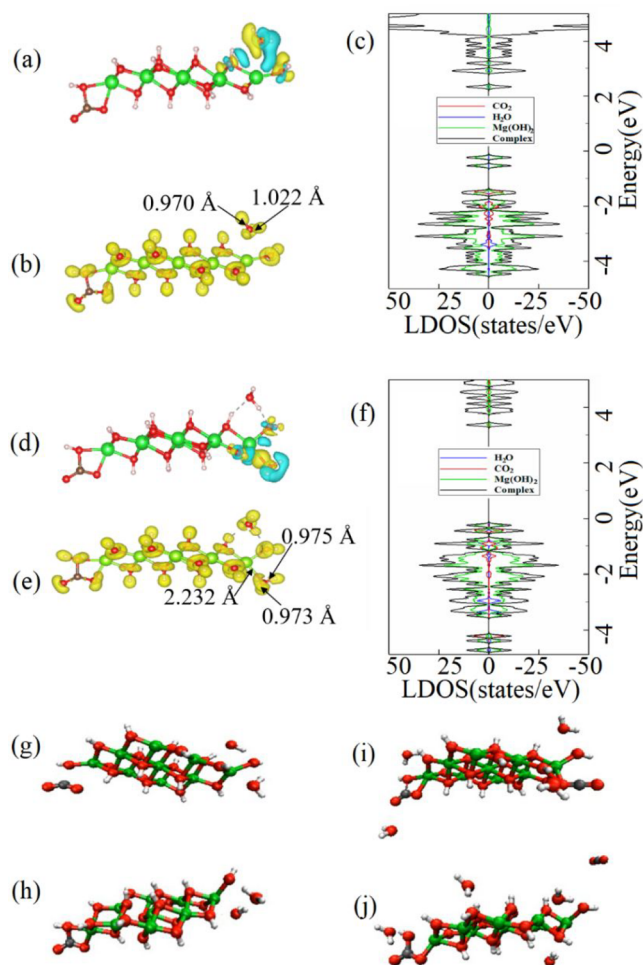 (a)
(b)
0.970 Å
1.022 Å
(c)
CO2
H2O
Mg(OH)2
Complex
4
2
0
-2
-4
Energy(eV)
50 25 0 -25 -50
LDOS(states/eV)
(d)
(e)
2.232 Å
0.975 Å
0.973 Å
(f)
H2O
CO2
Mg(OH)2
Complex
4
2
0
-2
-4
Energy(eV)
50 25 0 -25 -50
LDOS(states/eV)
(g)
(i)
(h)
(j)